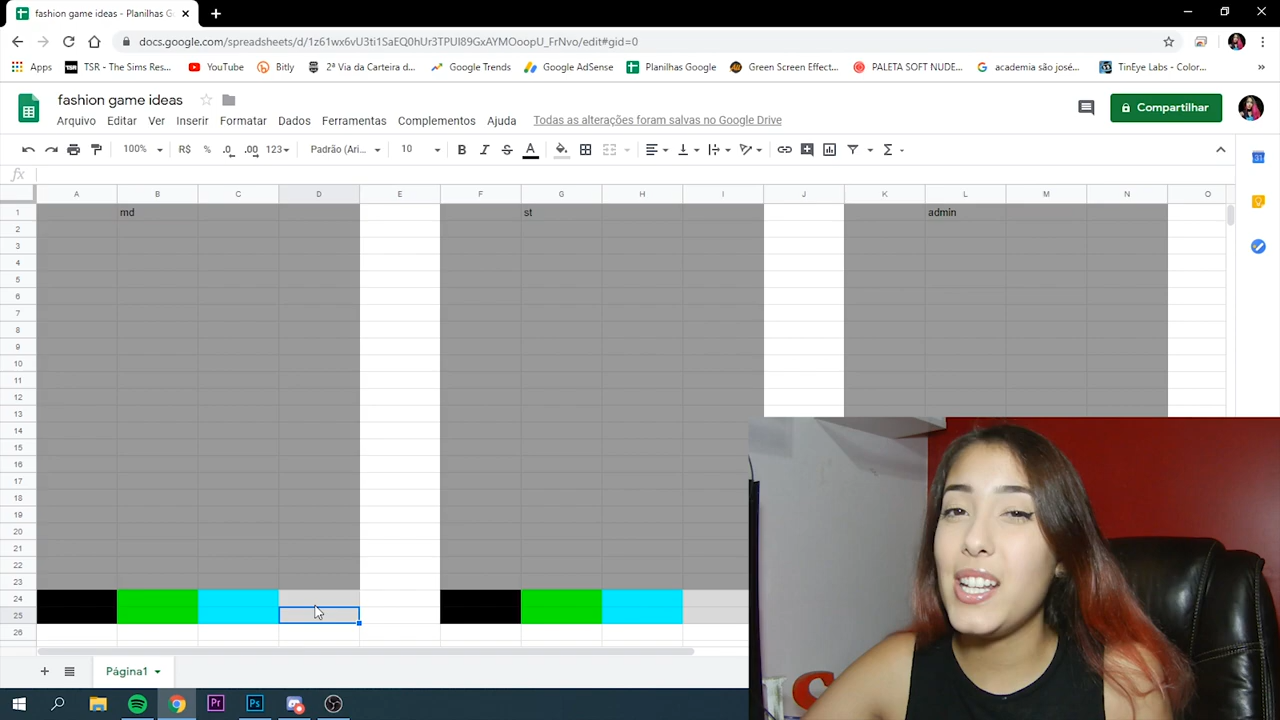 fashion game ideas - Planilhas G
docs.google.com/spreadsheets/d/1z61wx6vU3ti1SaEQ0hUr3TPUI89GxAYMOoopU_FrNvo/edit#gid=0
Apps TSR TSR - The Sims Res... YouTube Bitly 2ª Via da Carteira d... Google Trends Google AdSense Planilhas Google Green Screen Effect... PALETA SOFT NUDE... G academia são josé... TinEye Labs - Color... »
fashion game ideas
Arquivo Editar Ver Inserir Formatar Dados Ferramentas Complementos Ajuda Todas as alterações foram salvas no Google Drive
Compartilhar
100% R$ % .0 .00 123 Padrão (Ari... 10 B I S A Σ
31
fx
A B C D E F G H I J K L M N O
1 md st admin
2
3
4
5
6
7
8
9
10
11
12
13
14
15
16
17
18
19
20
21
22
23
24
25
26
+ Página1
Pr Ps